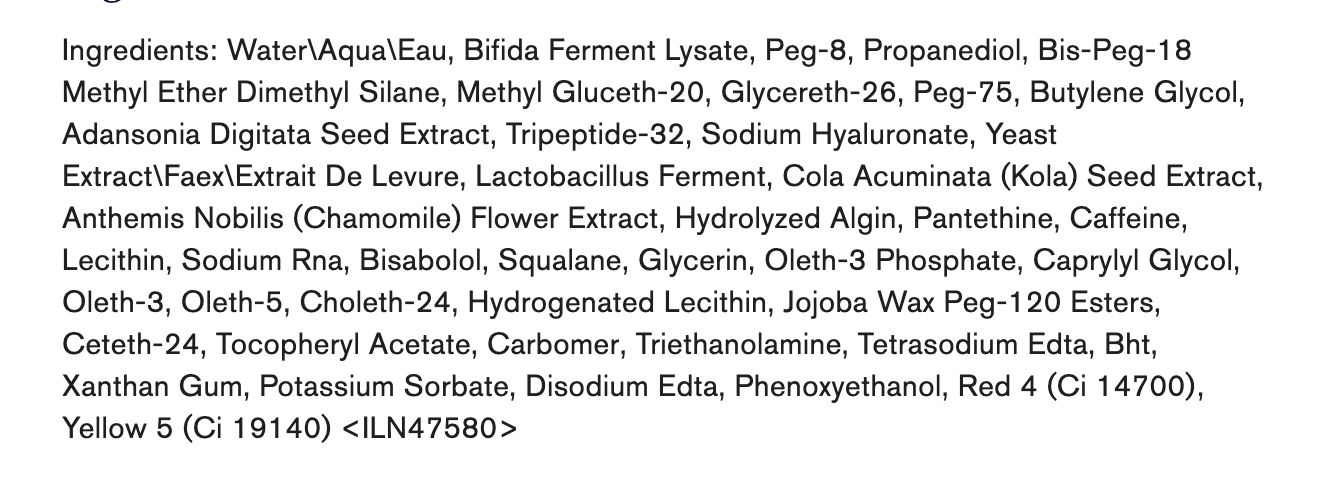 Ingredients: Water\Aqua\Eau, Bifida Ferment Lysate, Peg-8, Propanediol, Bis-Peg-18
Methyl Ether Dimethyl Silane, Methyl Gluceth-20, Glycereth-26, Peg-75, Butylene Glycol,
Adansonia Digitata Seed Extract, Tripeptide-32, Sodium Hyaluronate, Yeast
Extract\Faex\Extrait De Levure, Lactobacillus Ferment, Cola Acuminata (Kola) Seed Extract,
Anthemis Nobilis (Chamomile) Flower Extract, Hydrolyzed Algin, Pantethine, Caffeine,
Lecithin, Sodium Rna, Bisabolol, Squalane, Glycerin, Oleth-3 Phosphate, Caprylyl Glycol,
Oleth-3, Oleth-5, Choleth-24, Hydrogenated Lecithin, Jojoba Wax Peg-120 Esters,
Ceteth-24, Tocopheryl Acetate, Carbomer, Triethanolamine, Tetrasodium Edta, Bht,
Xanthan Gum, Potassium Sorbate, Disodium Edta, Phenoxyethanol, Red 4 (Ci 14700),
Yellow 5 (Ci 19140) <ILN47580>